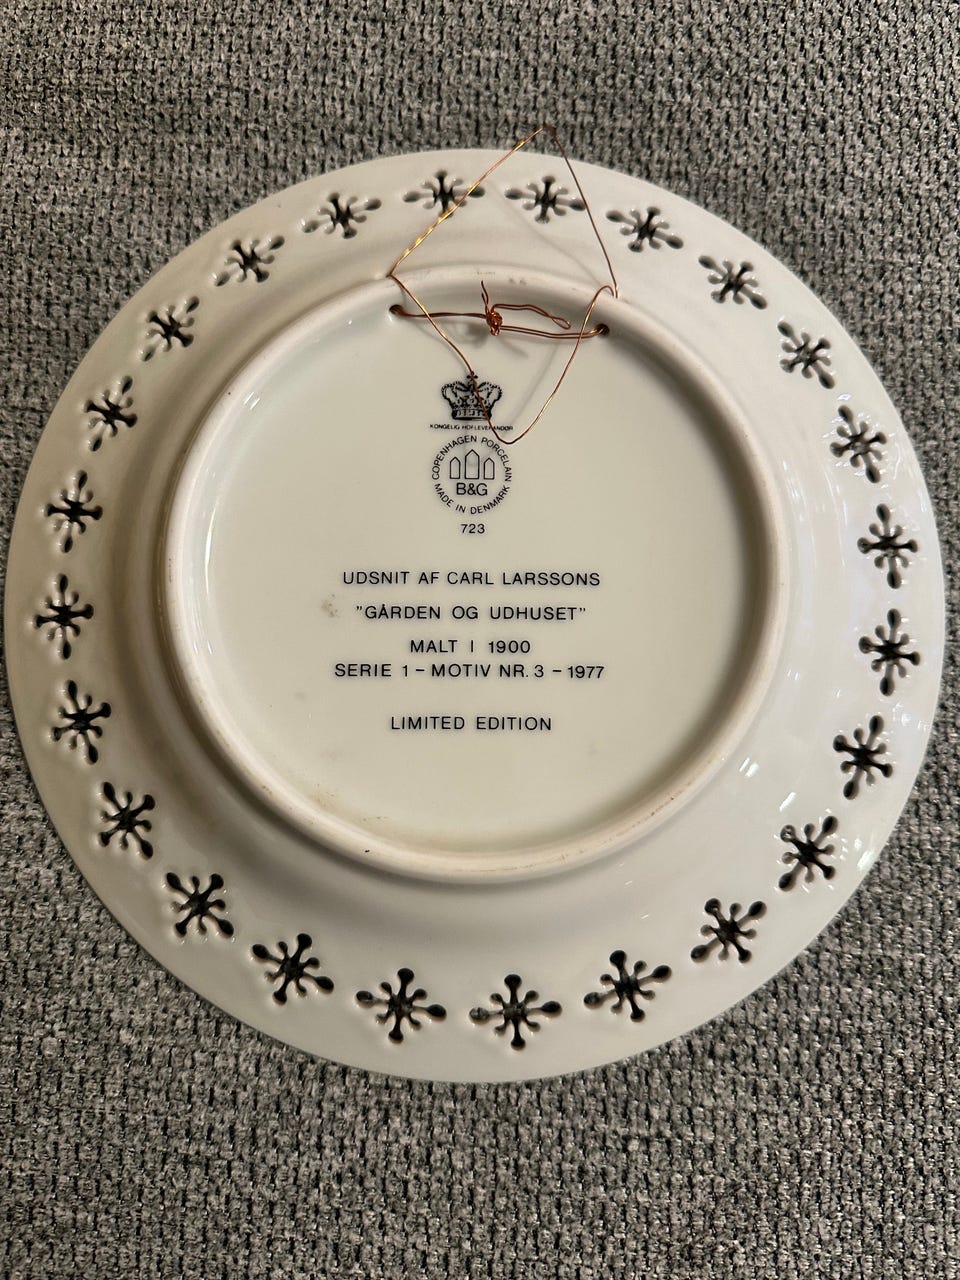 KONGELIG HOFLEVERANDØR
COPENHAGEN PORCELAIN
B&G
MADE IN DENMARK
723
UDSNIT AF CARL LARSSONS
"GÅRDEN OG UDHUSET"
MALT I 1900
SERIE 1 – MOTIV NR. 3 – 1977
LIMITED EDITION